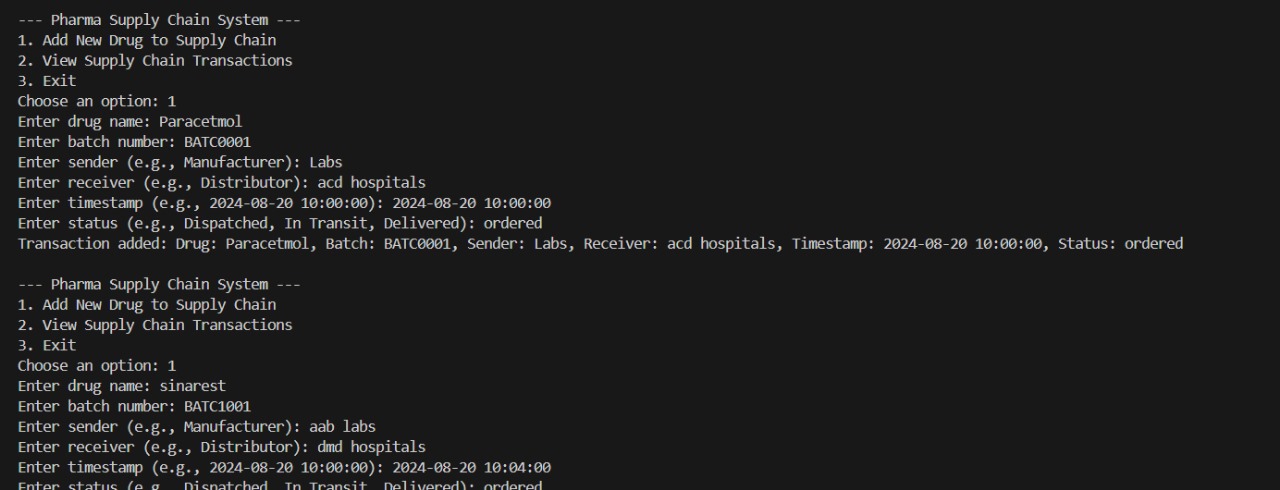 --- Pharma Supply Chain System ---
1. Add New Drug to Supply Chain
2. View Supply Chain Transactions
3. Exit
Choose an option: 1
Enter drug name: Paracetmol
Enter batch number: BATC0001
Enter sender (e.g., Manufacturer): Labs
Enter receiver (e.g., Distributor): acd hospitals
Enter timestamp (e.g., 2024-08-20 10:00:00): 2024-08-20 10:00:00
Enter status (e.g., Dispatched, In Transit, Delivered): ordered
Transaction added: Drug: Paracetmol, Batch: BATC0001, Sender: Labs, Receiver: acd hospitals, Timestamp: 2024-08-20 10:00:00, Status: ordered
--- Pharma Supply Chain System ---
1. Add New Drug to Supply Chain
2. View Supply Chain Transactions
3. Exit
Choose an option: 1
Enter drug name: sinarest
Enter batch number: BATC1001
Enter sender (e.g., Manufacturer): aab labs
Enter receiver (e.g., Distributor): dmd hospitals
Enter timestamp (e.g., 2024-08-20 10:00:00): 2024-08-20 10:04:00
Enter status (e.g., Dispatched, In Transit, Delivered): ordered